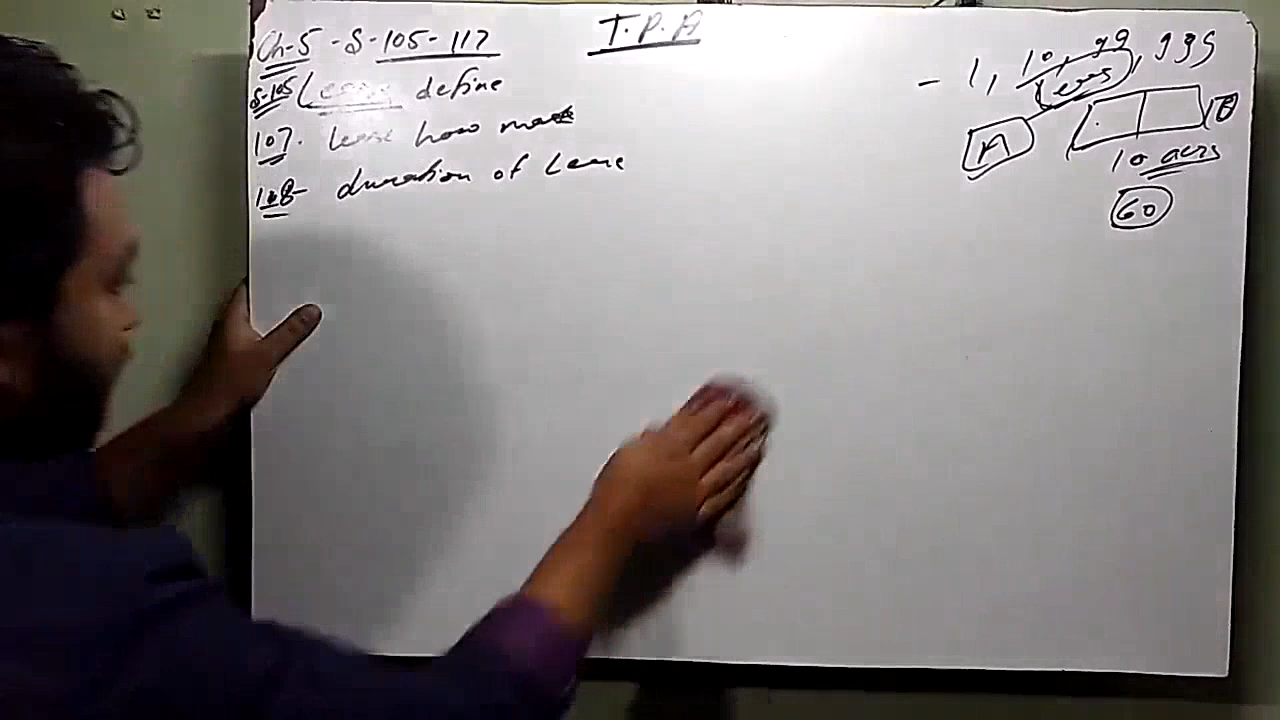 T.P.A
Ch-5 - S-105-117
S-105 Lease define
107. Lease how made
108- duration of Lease
- 1, 10, 99, 999
Lease
A
B
10 acrs
60